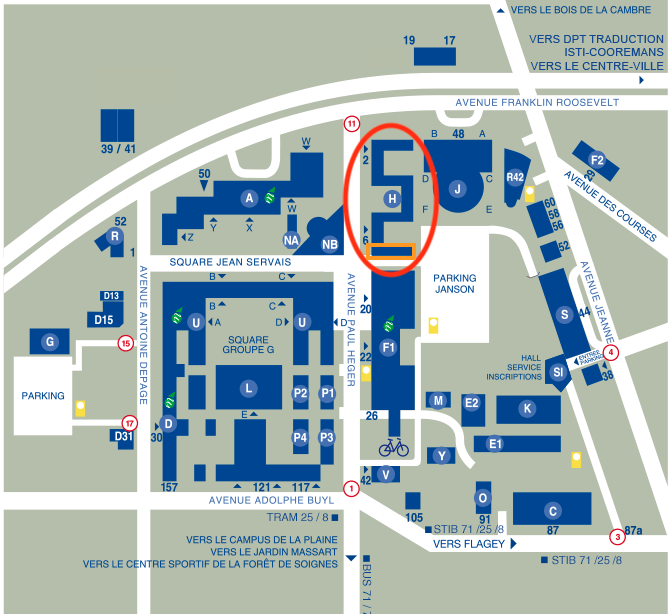 VERS LE BOIS DE LA CAMBRE
19
17
VERS DPT TRADUCTION
ISTI-COOREMANS
VERS LE CENTRE-VILLE
AVENUE FRANKLIN ROOSEVELT
11
39 / 41
W
2
B
48
A
F2
29
50
R42
AVENUE DES COURSES
A
H
D
J
C
W
Y
X
Z
NA
NB
F
E
60
58
56
52
R
52
1
6
SQUARE JEAN SERVAIS
B
C
PARKING
JANSON
AVENUE ANTOINE DEPAGE
AVENUE PAUL HEGER
AVENUE JEANNE
D13
D15
B
C
20
U
A
D
U
D
S
44
SQUARE
GROUPE G
G
15
F1
22
HALL
SERVICE
INSCRIPTIONS
ENTREE
PARKING
4
SI
38
PARKING
L
P2
P1
M
E2
K
26
E
17
D31
30
D
P4
P3
E1
Y
V
42
157
121
117
1
O
C
AVENUE ADOLPHE BUYL
105
91
87
87a
TRAM 25 / 8
STIB 71 /25 /8
3
VERS LE CAMPUS DE LA PLAINE
VERS LE JARDIN MASSART
VERS LE CENTRE SPORTIF DE LA FORÊT DE SOIGNES
VERS FLAGEY
STIB 71 /25 /8
BUS 71 /